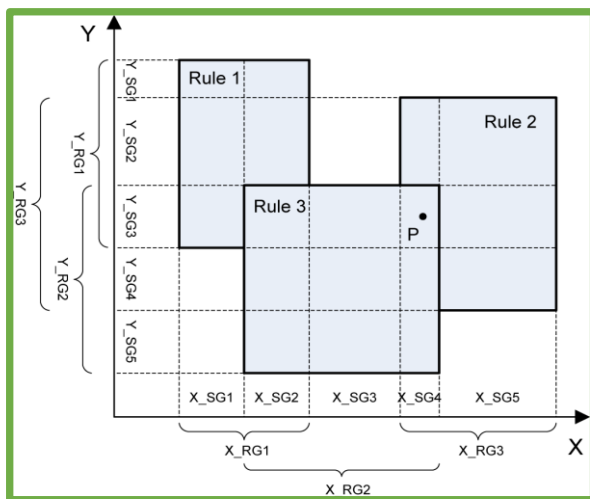 Y
Rule 1
Rule 2
Rule 3
P
Y_SG1
Y_SG2
Y_SG3
Y_SG4
Y_SG5
Y_RG1
Y_RG3
Y_RG2
X_SG1 X_SG2 X_SG3 X_SG4 X_SG5
X
X_RG1 X_RG3
X_RG2